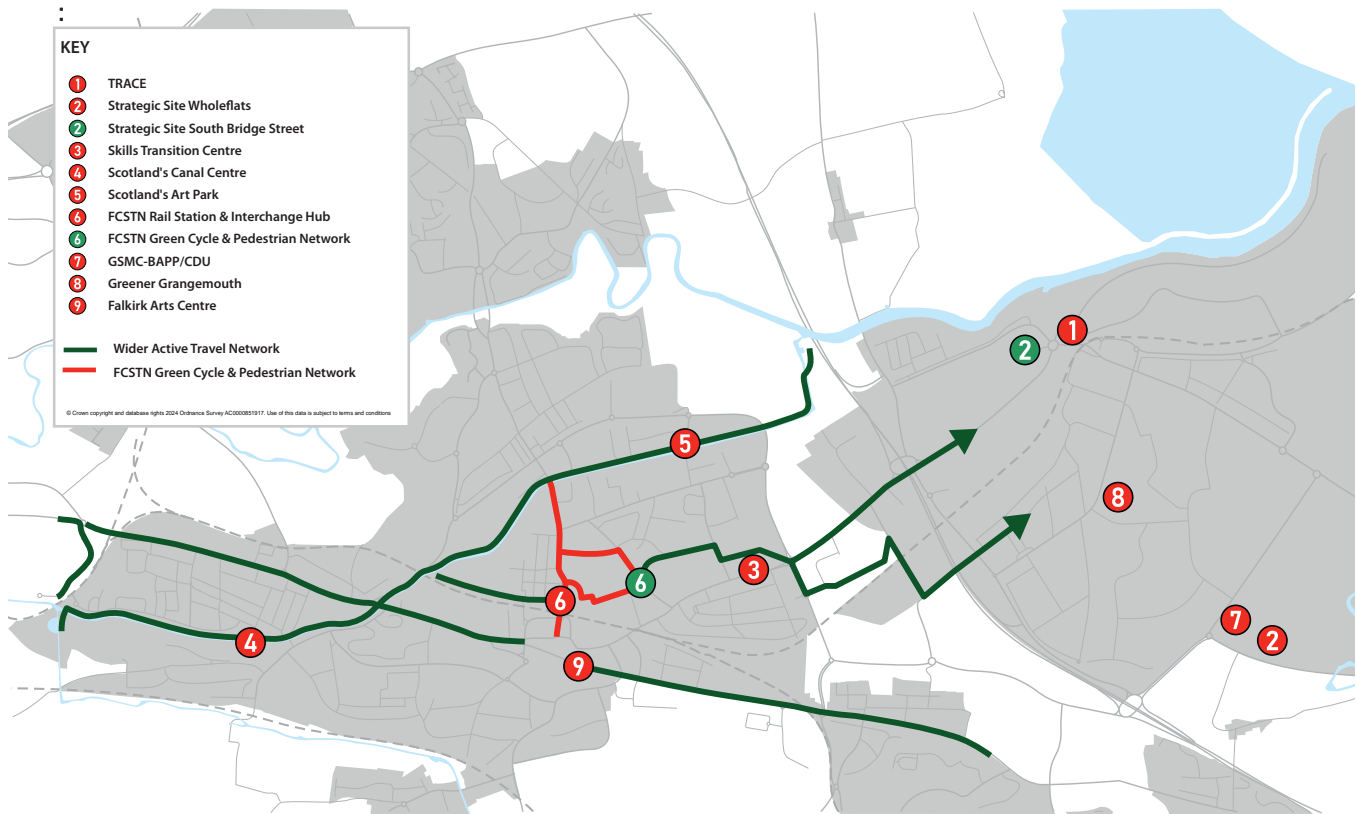 KEY
1 TRACE
2 Strategic Site Wholeflats
2 Strategic Site South Bridge Street
3 Skills Transition Centre
4 Scotland's Canal Centre
5 Scotland's Art Park
6 FCSTN Rail Station & Interchange Hub
6 FCSTN Green Cycle & Pedestrian Network
7 GSMC-BAPP/CDU
8 Greener Grangemouth
9 Falkirk Arts Centre
Wider Active Travel Network
FCSTN Green Cycle & Pedestrian Network
© Crown copyright and database rights 2024 Ordnance Survey AC0000851917. Use of this data is subject to terms and conditions
1
2
5
8
3
6
6
7
2
4
9